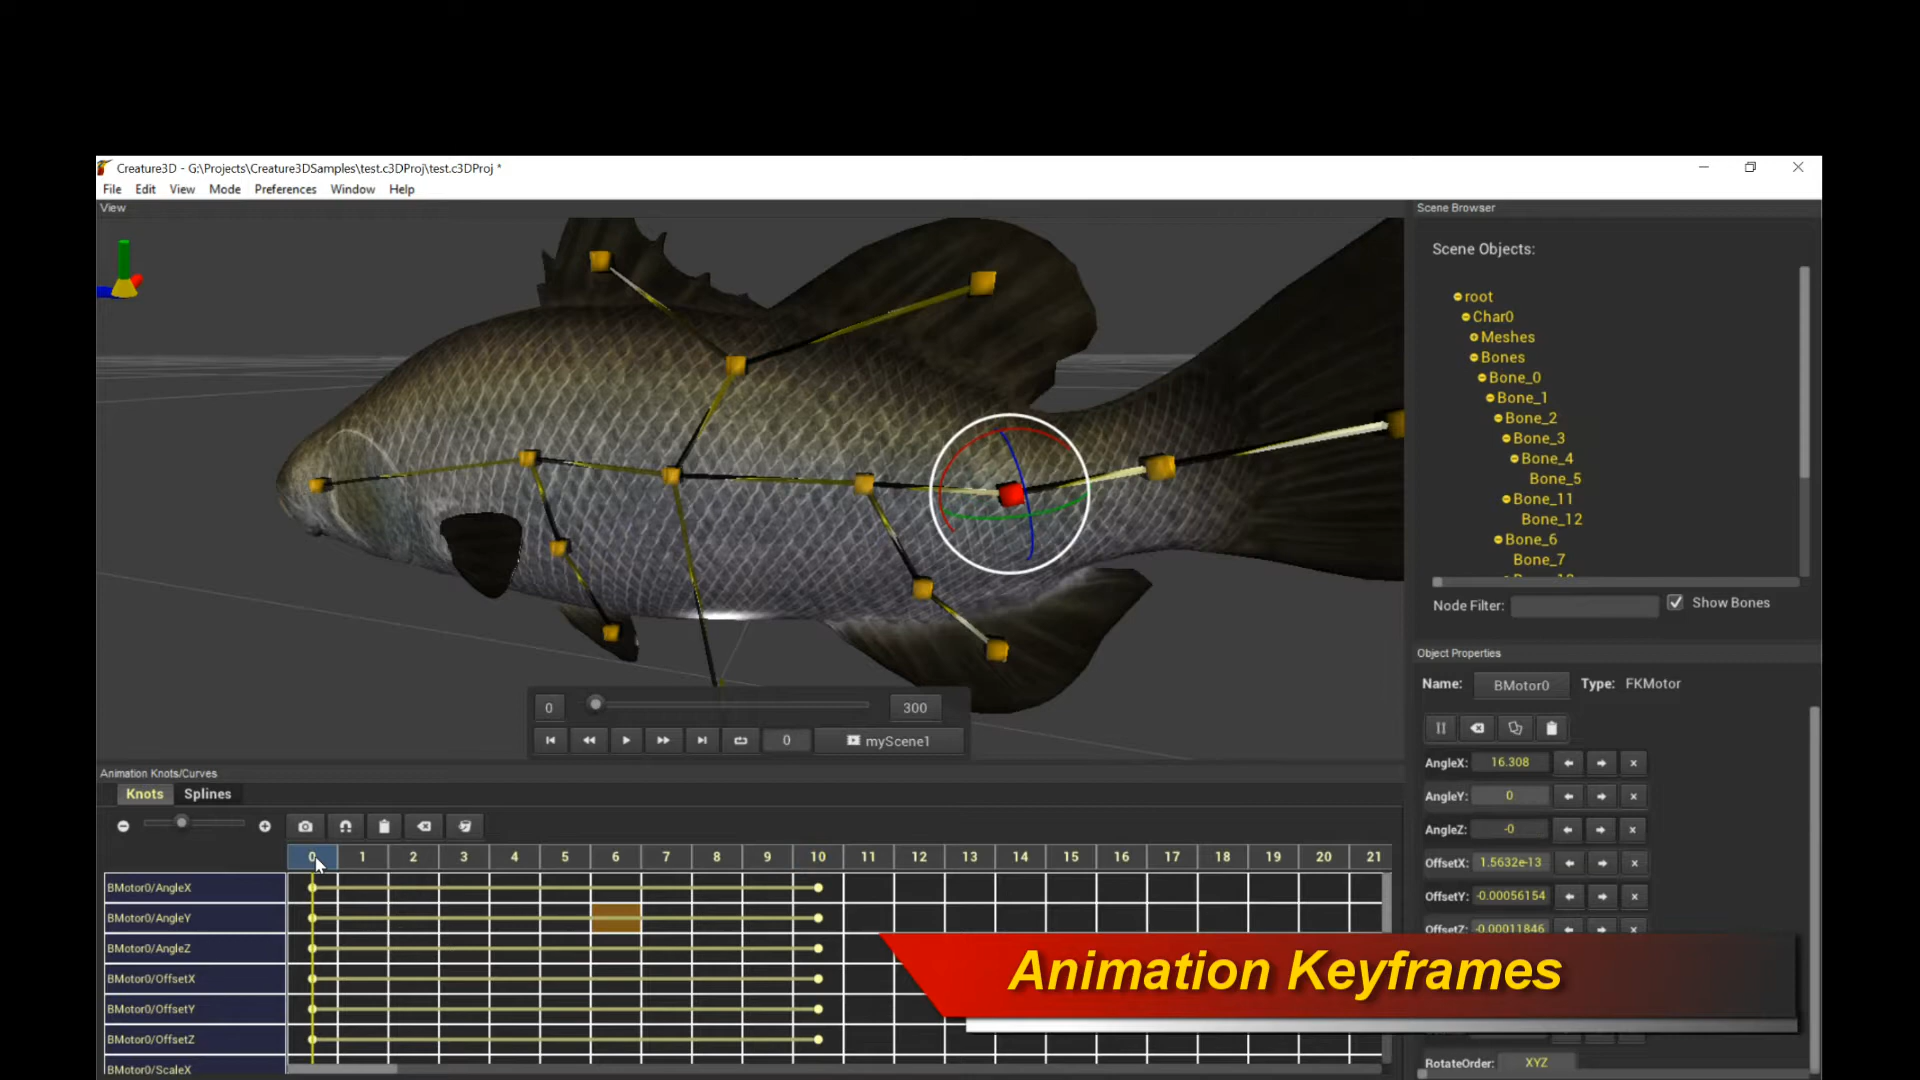 Creature3D - G:\Projects\Creature3DSamples\test.c3DProj\test.c3DProj *
File Edit View Mode Preferences Window Help
View
Scene Browser
Scene Objects:
root
Char0
Meshes
Bones
Bone_0
Bone_1
Bone_2
Bone_3
Bone_4
Bone_5
Bone_11
Bone_12
Bone_6
Bone_7
Node Filter: Show Bones
Object Properties
Name: BMotor0 Type: FKMotor
AngleX: 16.308
AngleY: 0
AngleZ: -0
OffsetX: 1.5632e-13
OffsetY: -0.00056154
OffsetZ: -0.00011846
RotateOrder: XYZ
0 300
0 myScene1
Animation Knots/Curves
Knots Splines
0 1 2 3 4 5 6 7 8 9 10 11 12 13 14 15 16 17 18 19 20 21
BMotor0/AngleX
BMotor0/AngleY
BMotor0/AngleZ
BMotor0/OffsetX
BMotor0/OffsetY
BMotor0/OffsetZ
BMotor0/ScaleX
Animation Keyframes